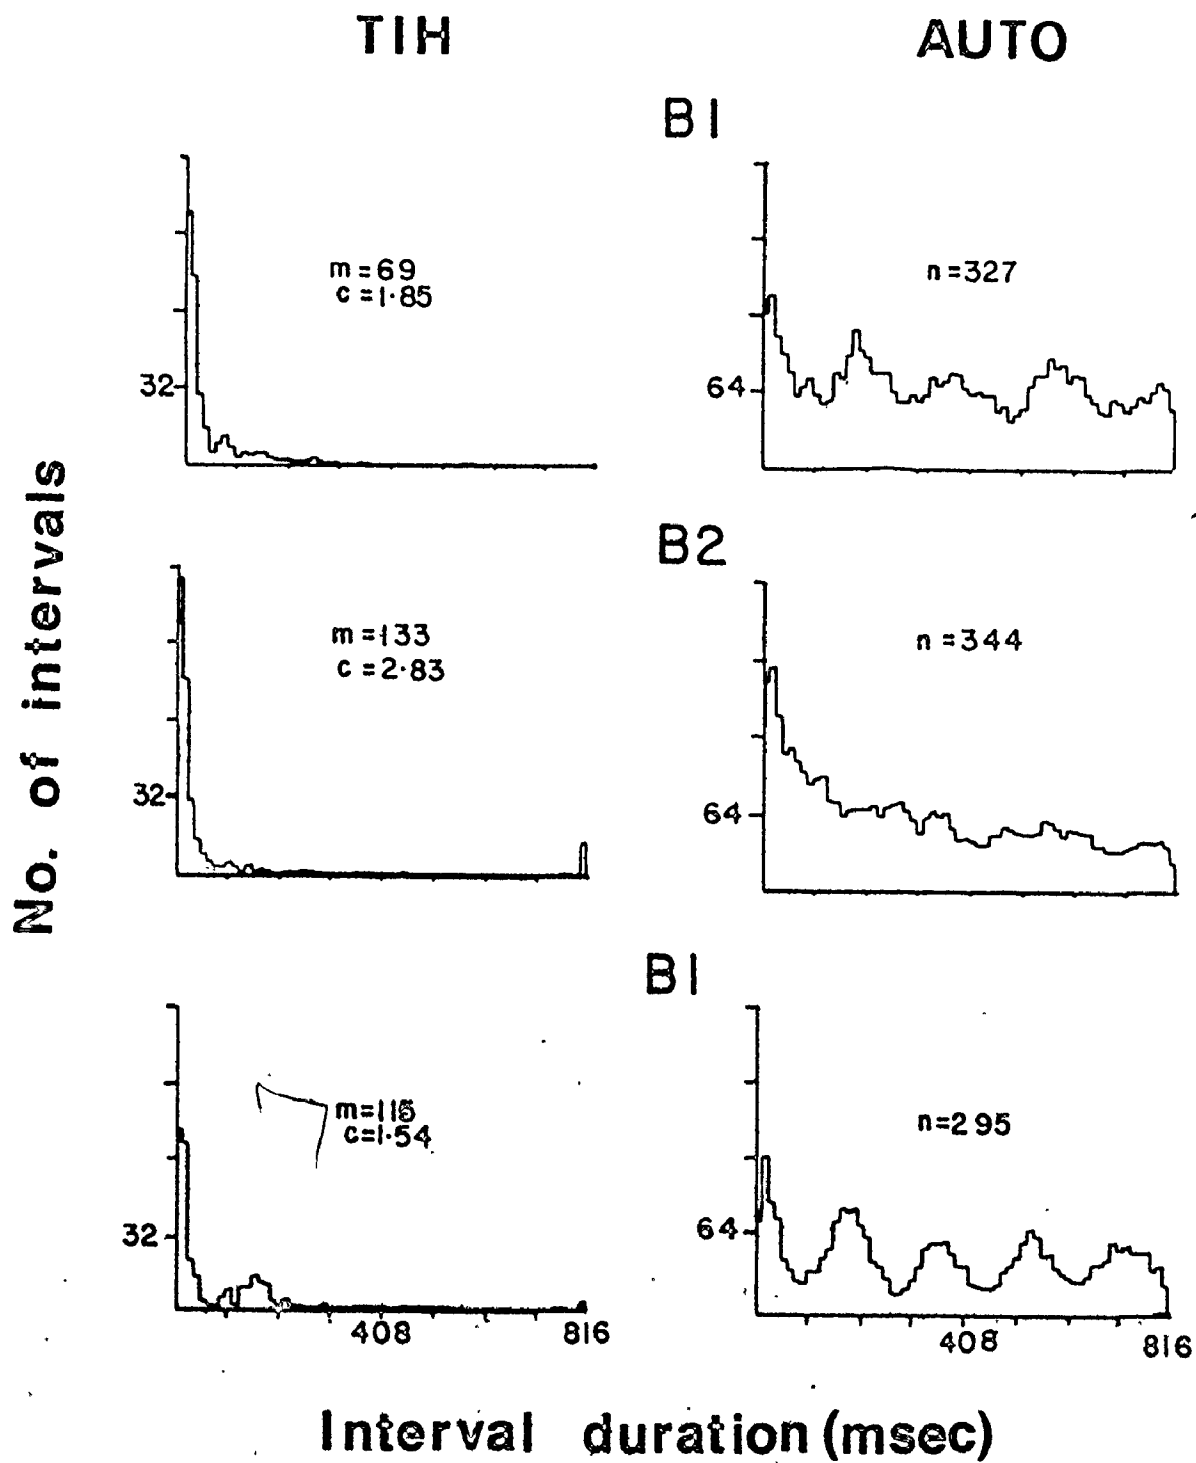 TIH
AUTO
B1
m=69
c=1·85
n=327
32
64
B2
m=133
c=2·83
n=344
32
64
B1
m=115
c=1·54
n=295
32
64
408
816
408
816
No. of intervals
Interval duration (msec)